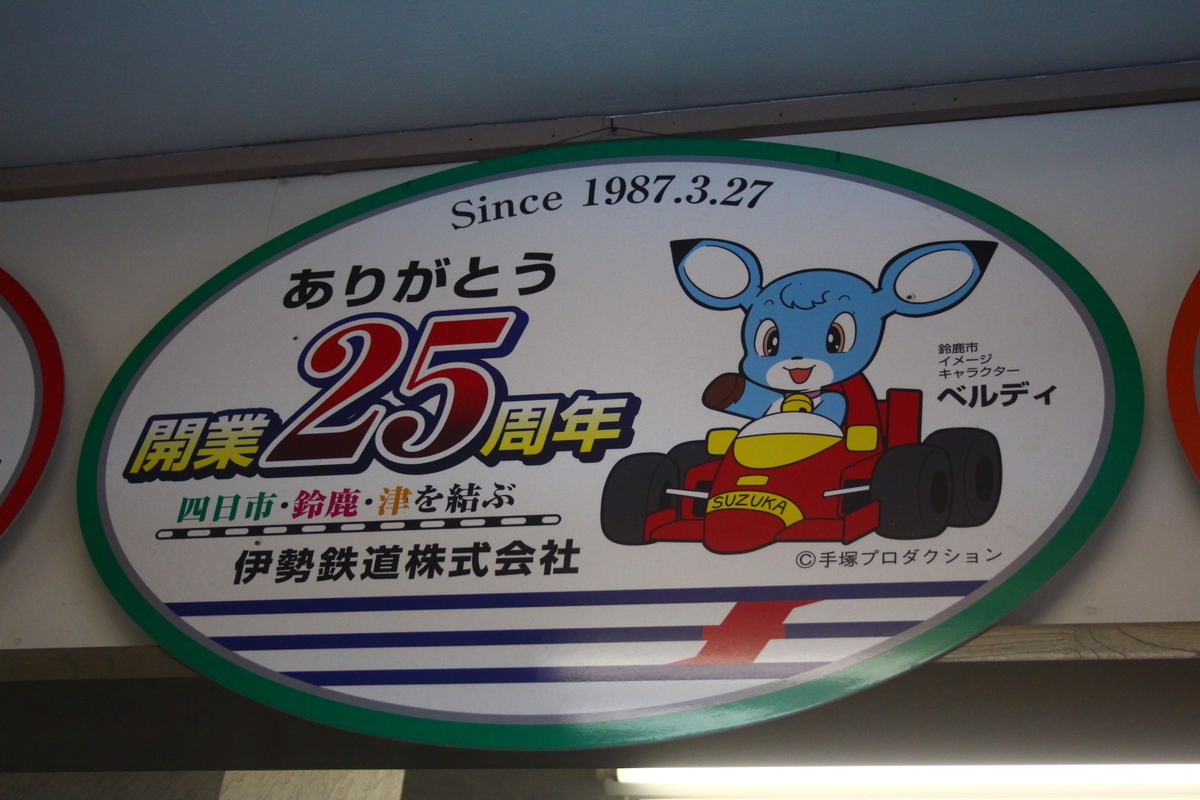 Since 1987.3.27
ありがとう
開業25周年
四日市・鈴鹿・津を結ぶ
伊勢鉄道株式会社
鈴鹿市
イメージ
キャラクター
ベルディ
SUZUKA
©手塚プロダクション